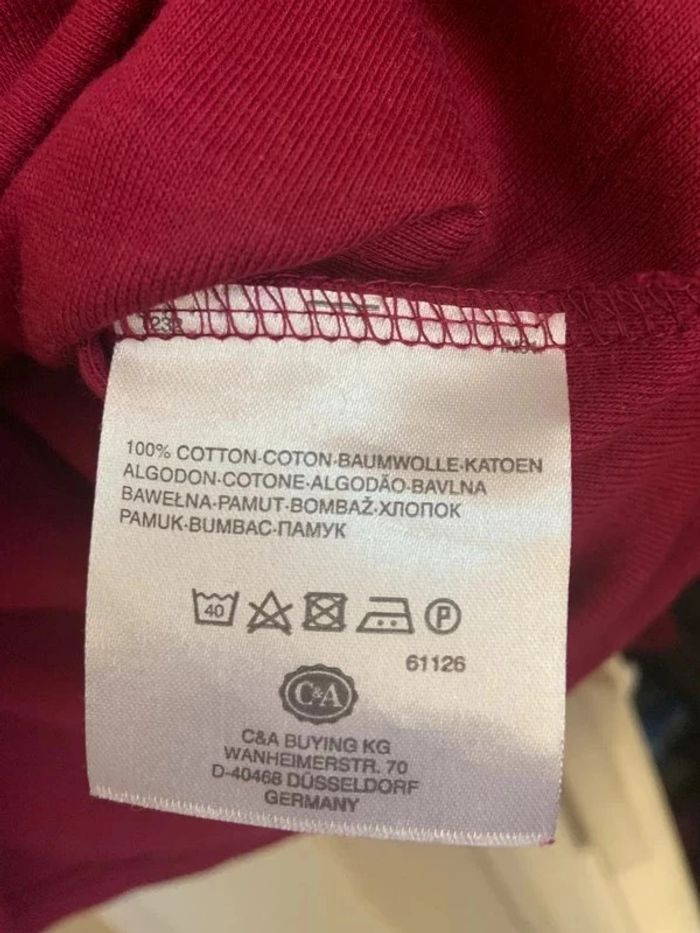 100% COTTON·COTON·BAUMWOLLE·KATOEN
ALGODON·COTONE·ALGODÃO·BAVLNA
BAWEŁNA·PAMUT·BOMBAŽ·ХЛОПОК
PAMUK·BUMBAC·ПАМУК
40 P
61126
C&A
C&A BUYING KG
WANHEIMERSTR. 70
D-40468 DÜSSELDORF
GERMANY